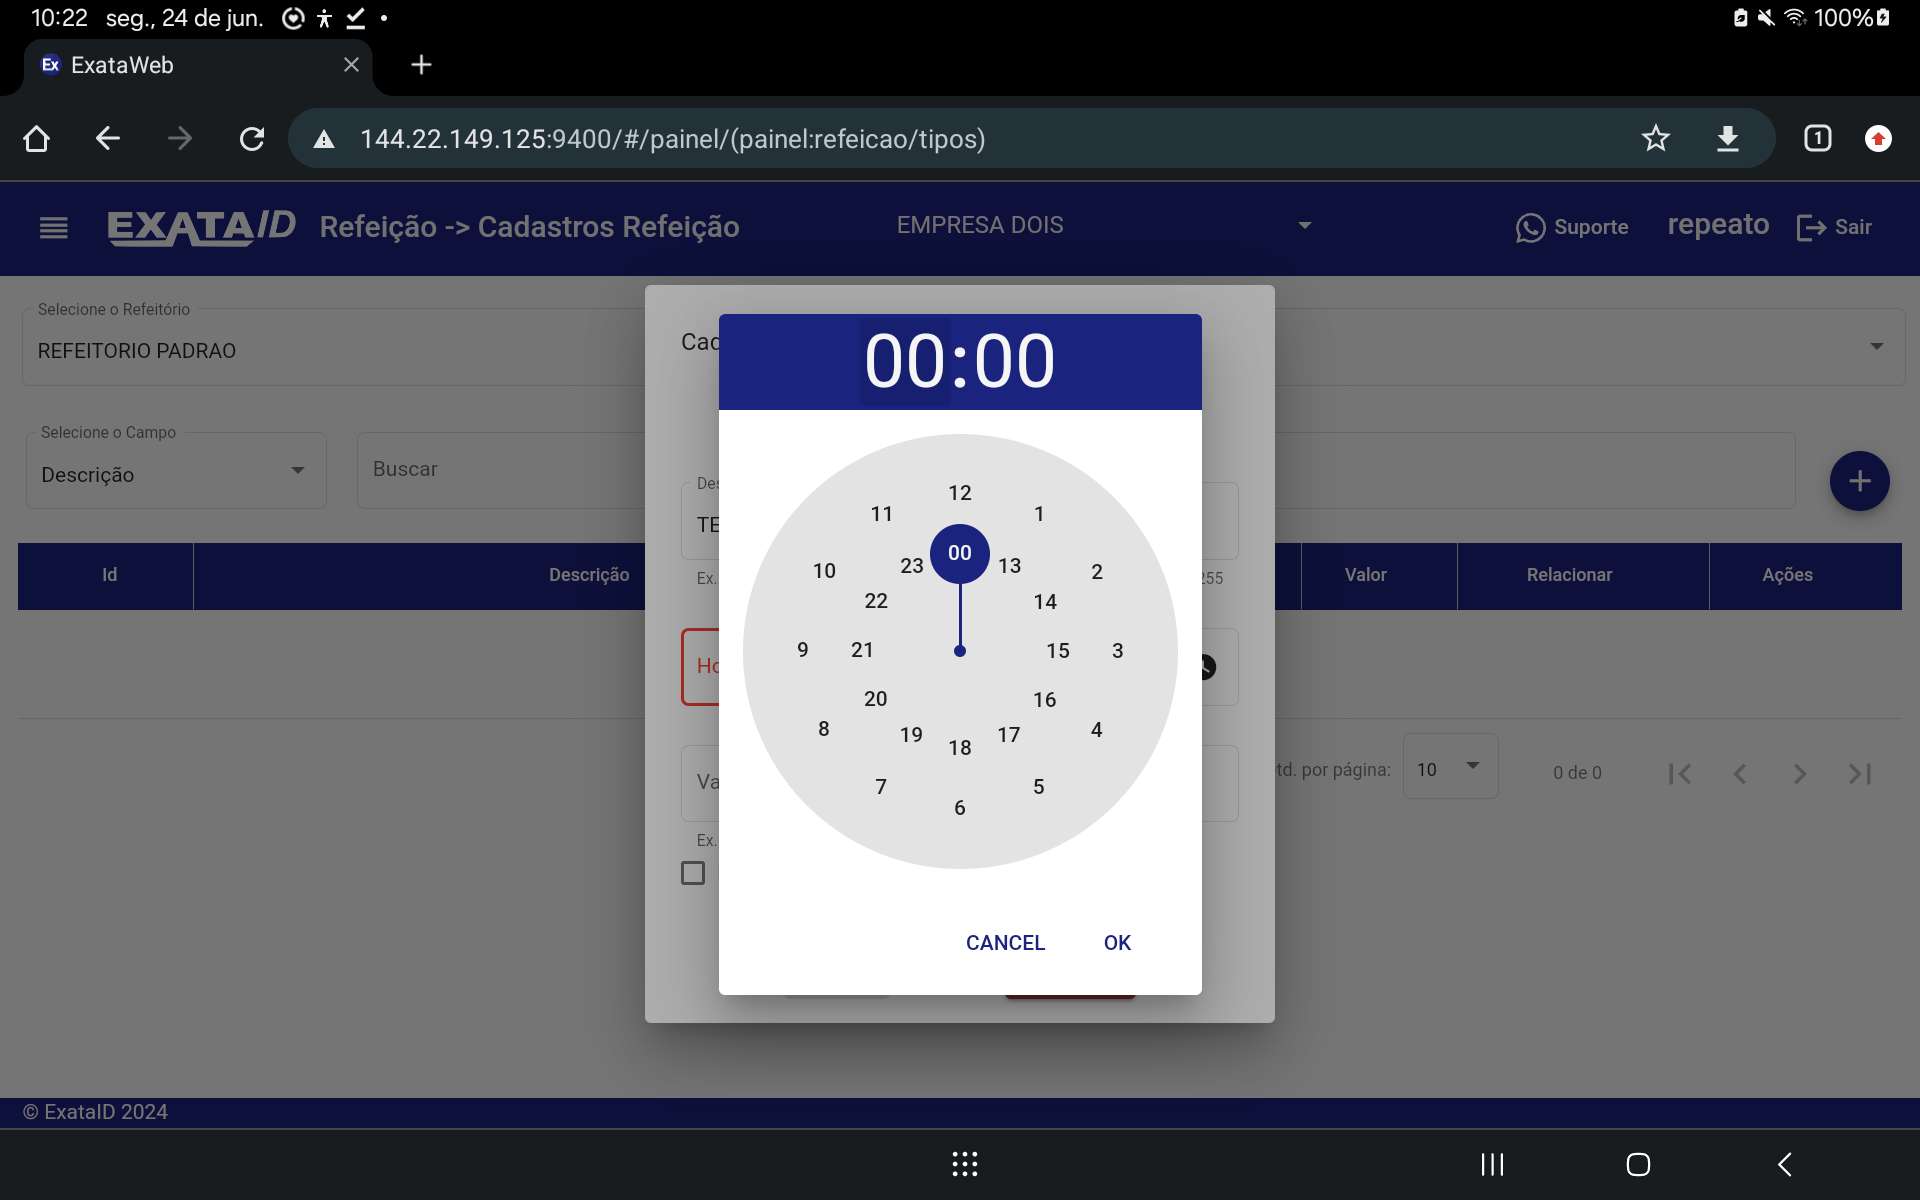 10:22 seg., 24 de jun. 100%
Ex ExataWeb
144.22.149.125:9400/#/painel/(painel:refeicao/tipos) 1
EXATA ID Refeição -> Cadastros Refeição EMPRESA DOIS Suporte repeato Sair
Selecione o Refeitório
REFEITORIO PADRAO
Selecione o Campo
Descrição
Buscar
Id Descrição Valor Relacionar Ações
td. por página: 10 0 de 0
Cad
Des
TE
Ex. 255
Ho
Va
Ex.
00:00
12
11 1
00
23 13
10 2
22 14
9 21 15 3
20 16
8 4
19 17
18
7 5
6
CANCEL OK
© ExataID 2024